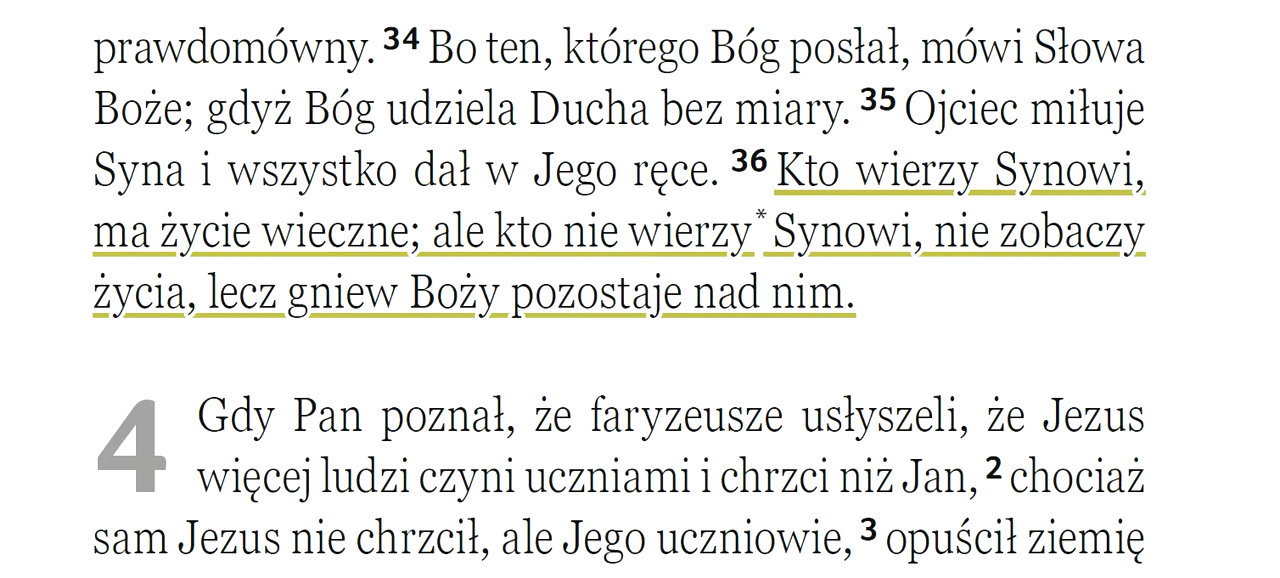 prawdomówny. 34 Bo ten, którego Bóg posłał, mówi Słowa
Boże; gdyż Bóg udziela Ducha bez miary. 35 Ojciec miłuje
Syna i wszystko dał w Jego ręce. 36 Kto wierzy Synowi,
ma życie wieczne; ale kto nie wierzy* Synowi, nie zobaczy
życia, lecz gniew Boży pozostaje nad nim.
4 Gdy Pan poznał, że faryzeusze usłyszeli, że Jezus
więcej ludzi czyni uczniami i chrzci niż Jan, 2 chociaż
sam Jezus nie chrzcił, ale Jego uczniowie, 3 opuścił ziemię